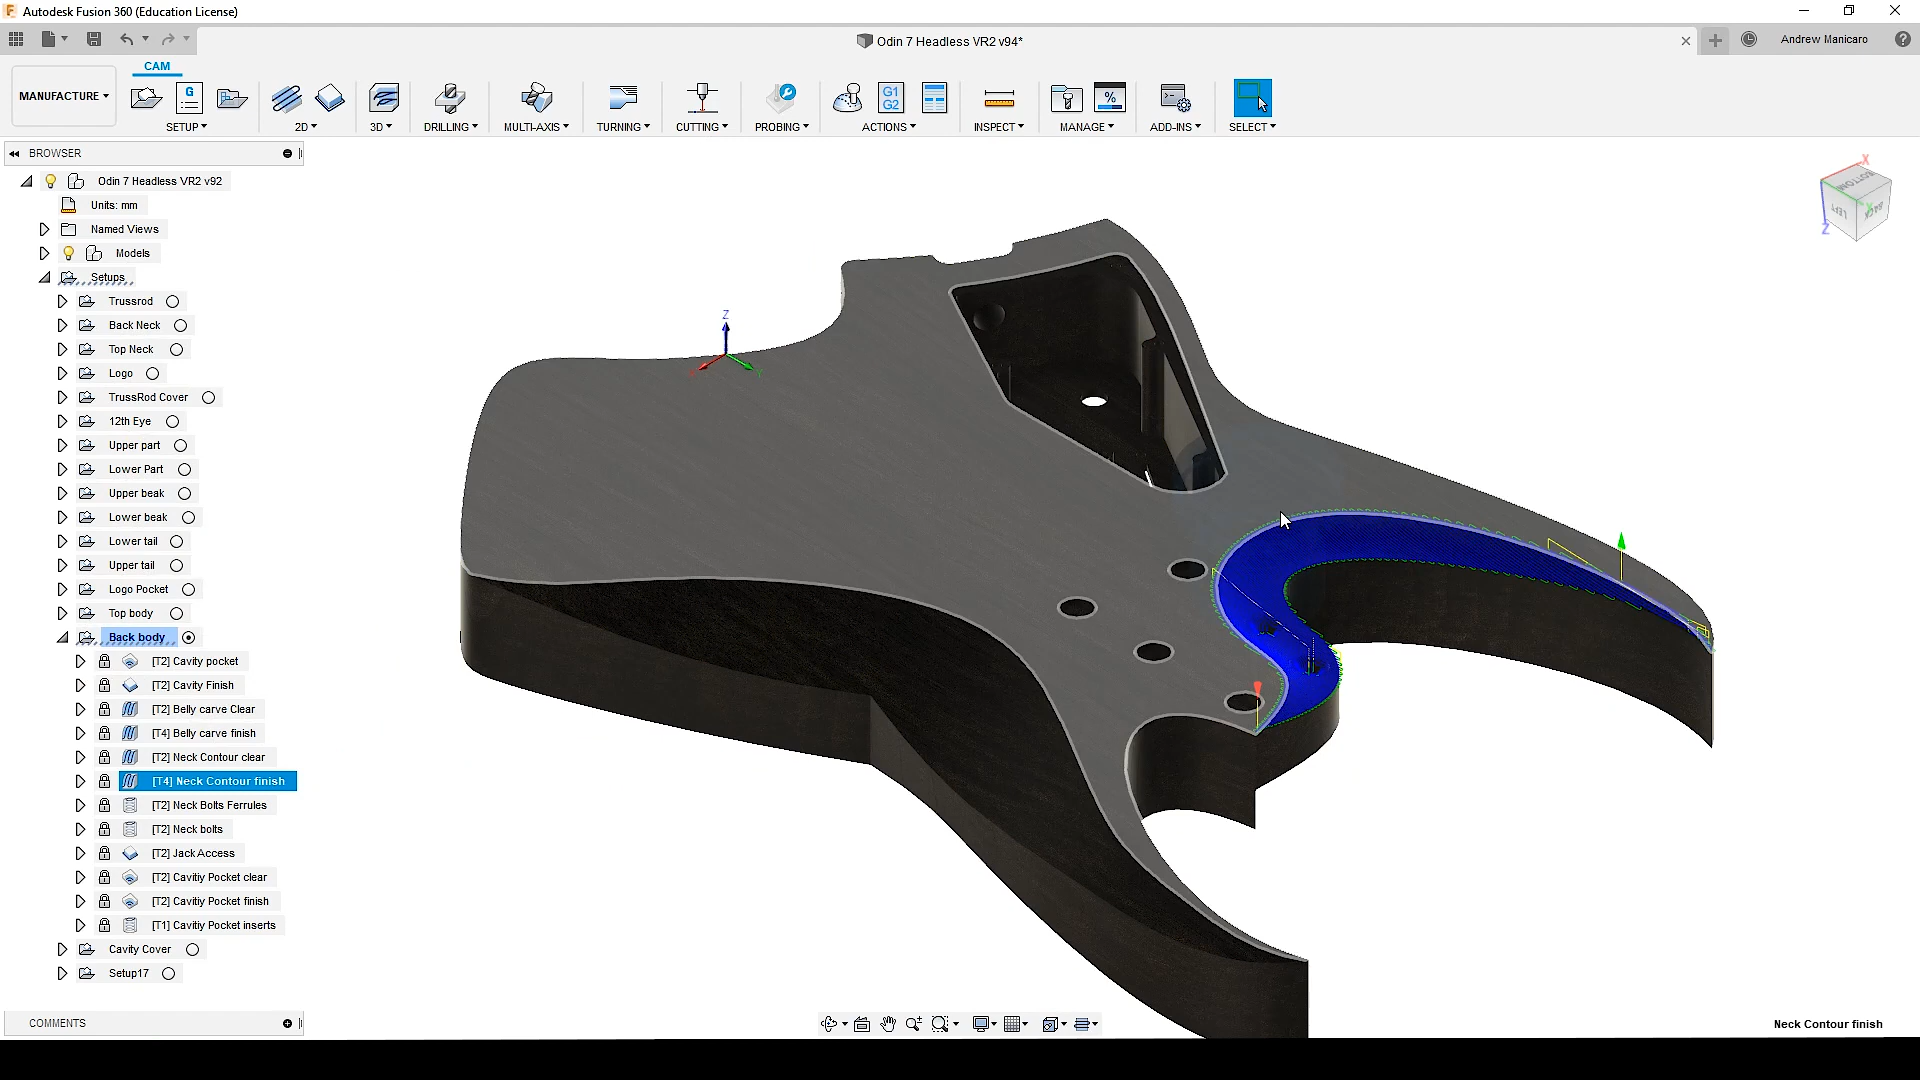 Autodesk Fusion 360 (Education License)
Odin 7 Headless VR2 v94*
Andrew Manicaro
CAM
MANUFACTURE
SETUP
2D
3D
DRILLING
MULTI-AXIS
TURNING
CUTTING
PROBING
G1
G2
ACTIONS
INSPECT
%
MANAGE
ADD-INS
SELECT
G
BROWSER
Odin 7 Headless VR2 v92
Units: mm
Named Views
Models
Setups
Trussrod
Back Neck
Top Neck
Logo
TrussRod Cover
12th Eye
Upper part
Lower Part
Upper beak
Lower beak
Lower tail
Upper tail
Logo Pocket
Top body
Back body
[T2] Cavity pocket
[T2] Cavity Finish
[T2] Belly carve Clear
[T4] Belly carve finish
[T2] Neck Contour clear
[T4] Neck Contour finish
[T2] Neck Bolts Ferrules
[T2] Neck bolts
[T2] Jack Access
[T2] Cavitiy Pocket clear
[T2] Cavitiy Pocket finish
[T1] Cavitiy Pocket inserts
Cavity Cover
Setup17
COMMENTS
Z
X
BOTTOM
LEFT
BACK
Z
Neck Contour finish